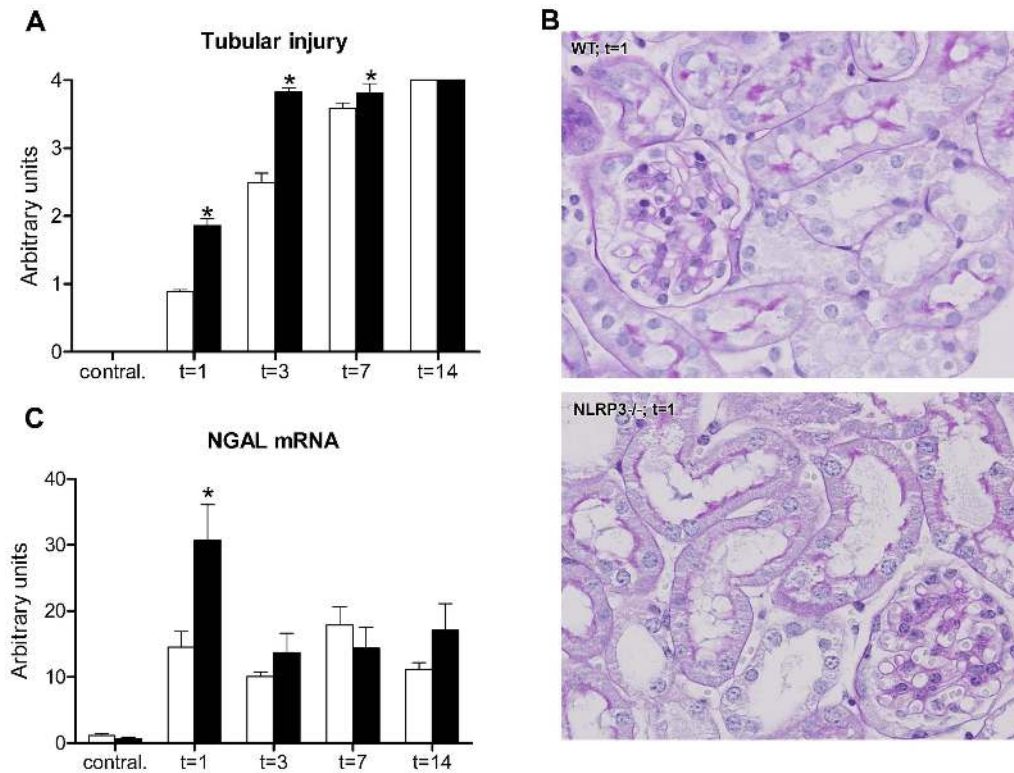 A
Tubular injury
Arbitrary units
4
3
2
1
0
*
*
*
contral.
t=1
t=3
t=7
t=14
B
WT; t=1
NLRP3-/-; t=1
C
NGAL mRNA
Arbitrary units
40
30
20
10
0
*
contral.
t=1
t=3
t=7
t=14